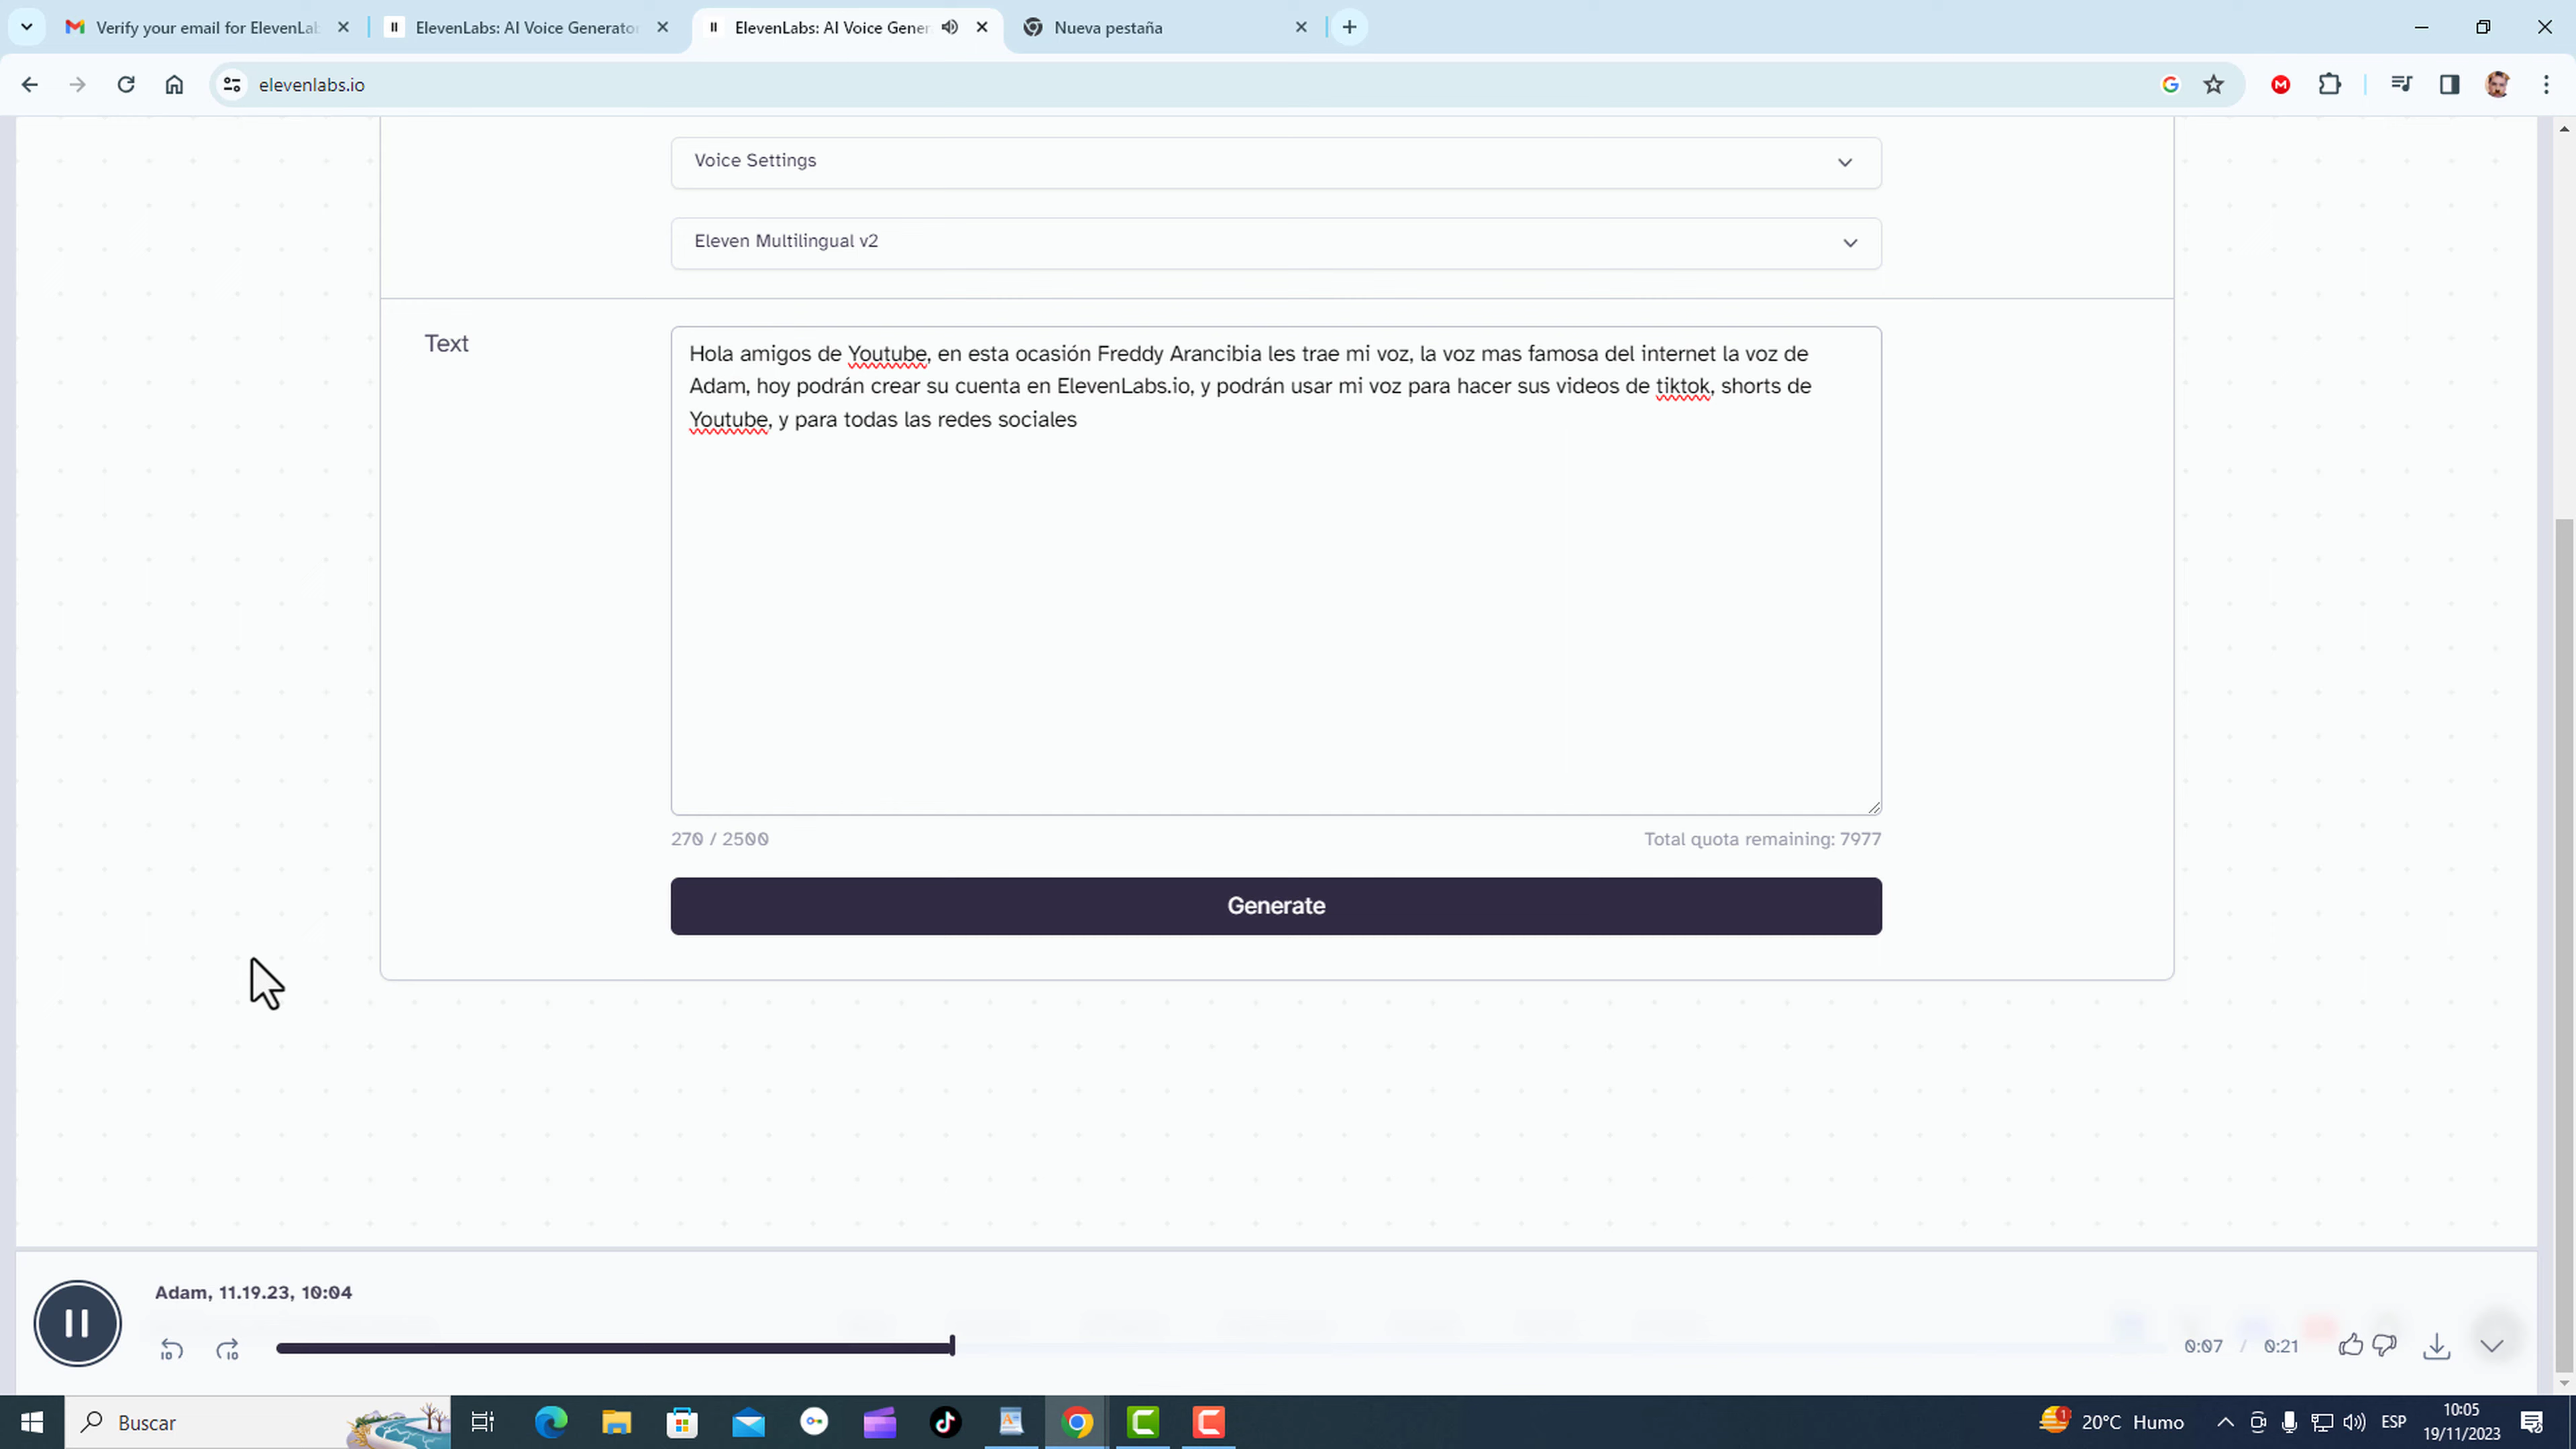 Verify your email for ElevenLab
ElevenLabs: AI Voice Generator
ElevenLabs: AI Voice Gener
Nueva pestaña
elevenlabs.io
Voice Settings
Eleven Multilingual v2
Text
Hola amigos de Youtube, en esta ocasión Freddy Arancibia les trae mi voz, la voz mas famosa del internet la voz de
Adam, hoy podrán crear su cuenta en ElevenLabs.io, y podrán usar mi voz para hacer sus videos de tiktok, shorts de
Youtube, y para todas las redes sociales
270 / 2500
Total quota remaining: 7977
Generate
Adam, 11.19.23, 10:04
10
10
0:07 / 0:21
Buscar
1
20°C Humo
ESP
10:05
19/11/2023